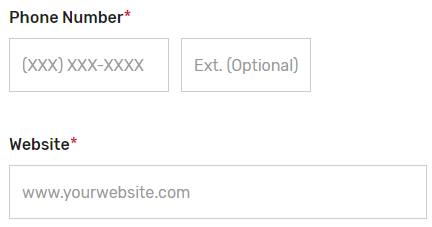 Phone Number*
(XXX) XXX-XXXX Ext. (Optional)
Website*
www.yourwebsite.com